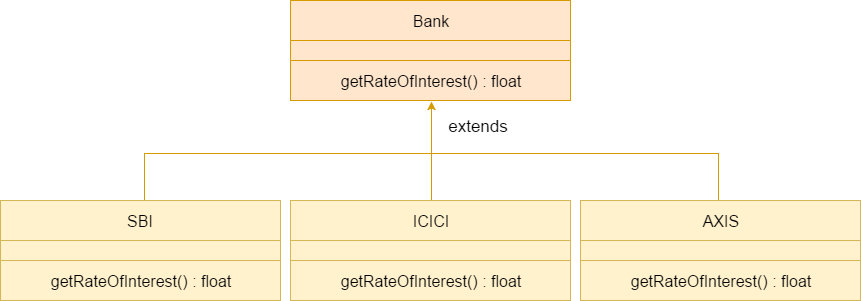 Bank
getRateOfInterest() : float
extends
SBI
getRateOfInterest() : float
ICICI
getRateOfInterest() : float
AXIS
getRateOfInterest() : float